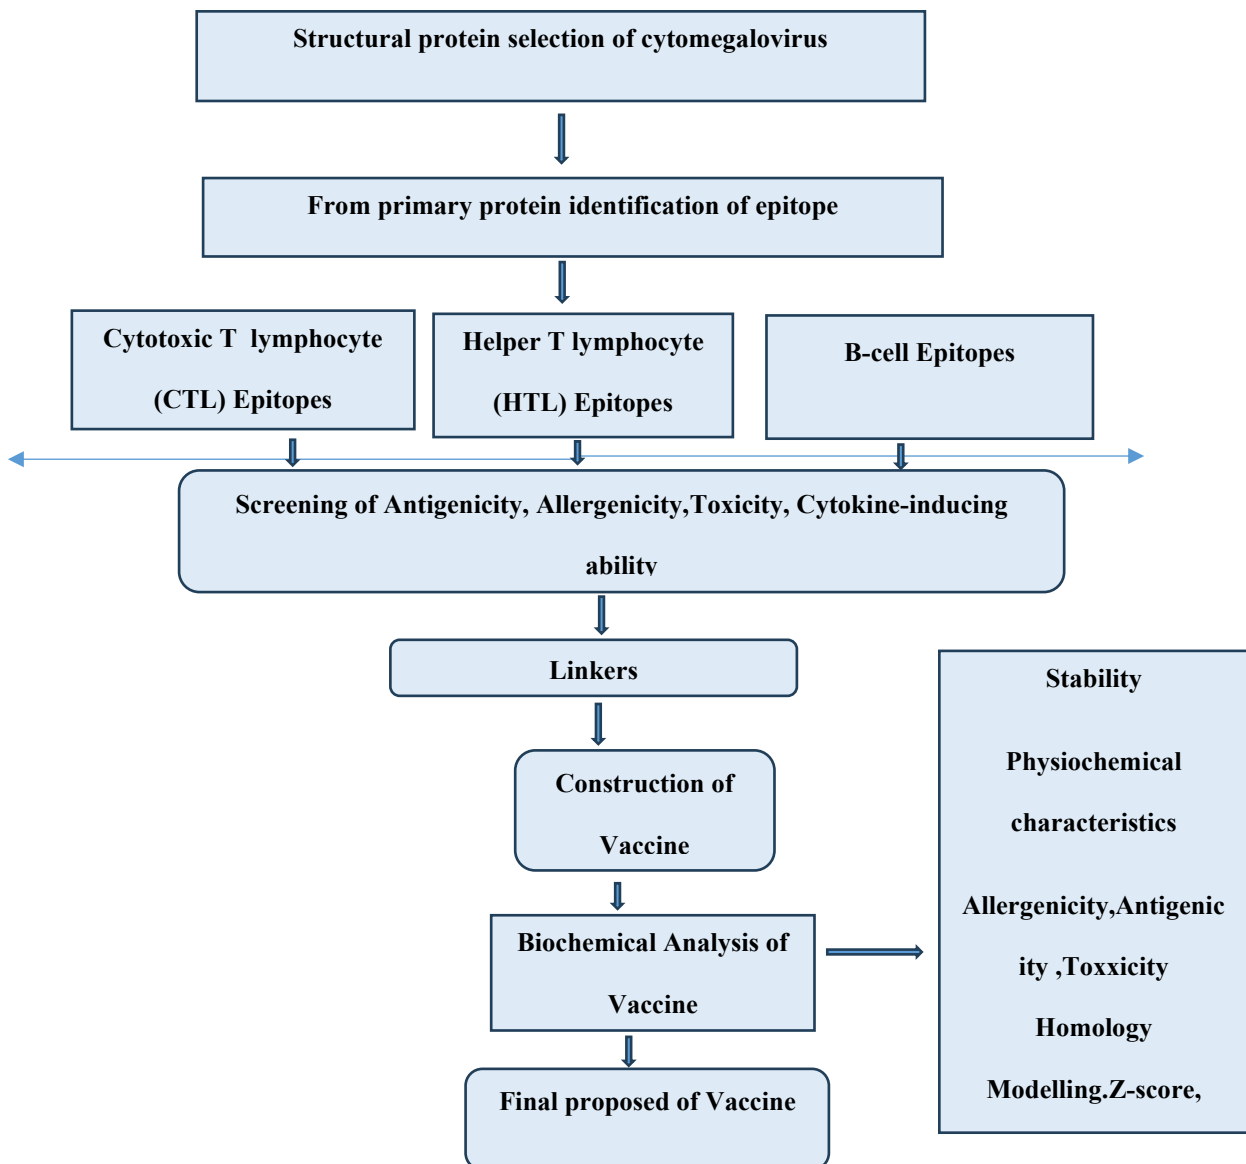 Structural protein selection of cytomegalovirus
From primary protein identification of epitope
Cytotoxic T lymphocyte
(CTL) Epitopes
Helper T lymphocyte
(HTL) Epitopes
B-cell Epitopes
Screening of Antigenicity, Allergenicity,Toxicity, Cytokine-inducing
ability
Linkers
Construction of
Vaccine
Biochemical Analysis of
Vaccine
Final proposed of Vaccine
Stability
Physiochemical
characteristics
Allergenicity,Antigenic
ity ,Toxxicity
Homology
Modelling.Z-score,